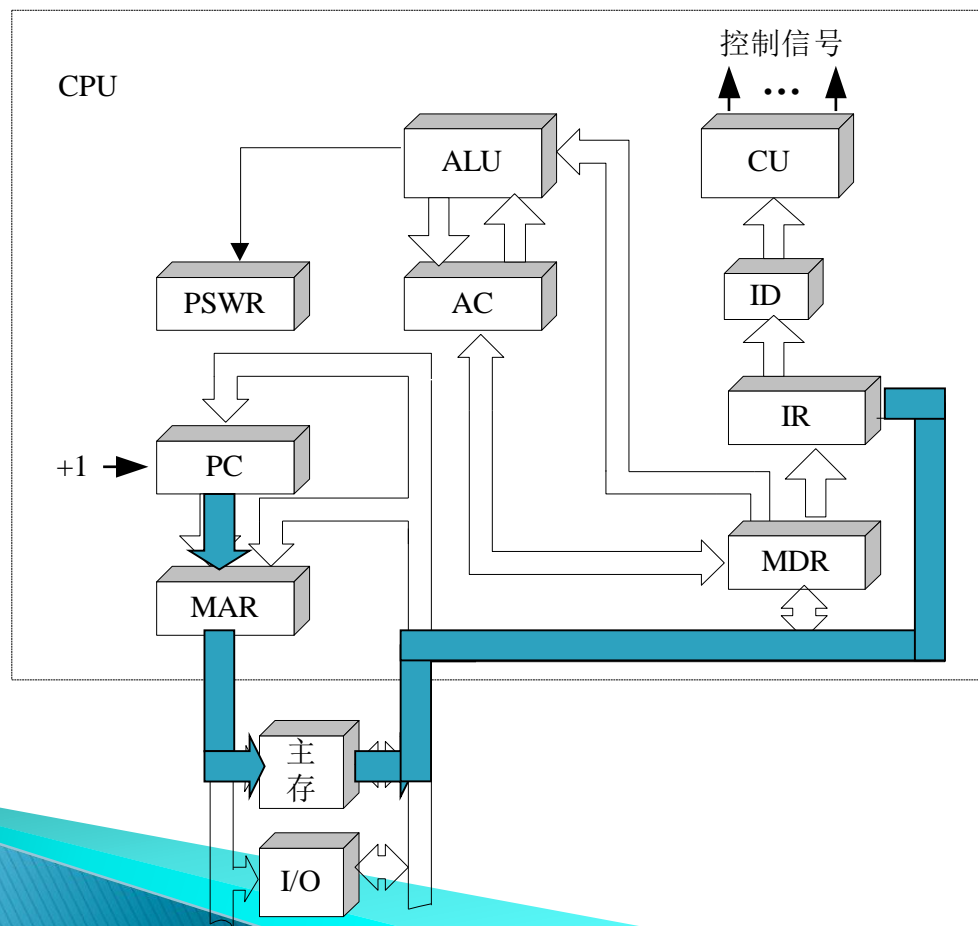 控制信号
CPU
...
ALU
CU
PSWR
AC
ID
IR
+1
PC
MDR
MAR
主
存
I/O